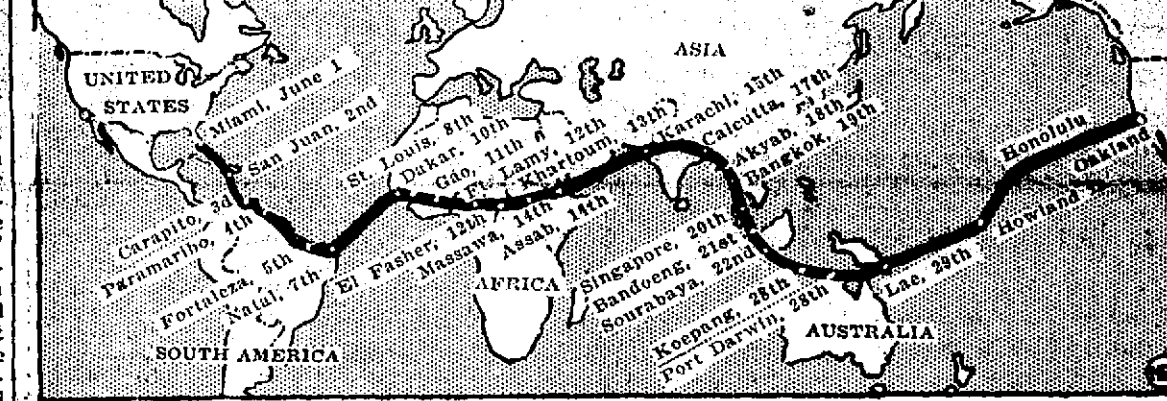 UNITED
STATES
Miami, June 1
San Juan, 2nd
Carapito, 3d
Paramaribo, 4th
Fortaleza, 5th
Natal, 7th
SOUTH AMERICA
St. Louis, 8th
Dakar, 10th
Gao, 11th
Ft. Lamy, 12th
Khartoum, 13th
El Fasher, 12th
Massawa, 14th
Assab, 14th
AFRICA
ASIA
Karachi, 15th
Calcutta, 17th
Akyab, 18th
Bangkok, 19th
Singapore, 20th
Bandoeng, 21st
Sourabaya, 22nd
Koepang, 28th
Port Darwin, 28th
AUSTRALIA
Lae, 29th
Howland
Honolulu
Oakland